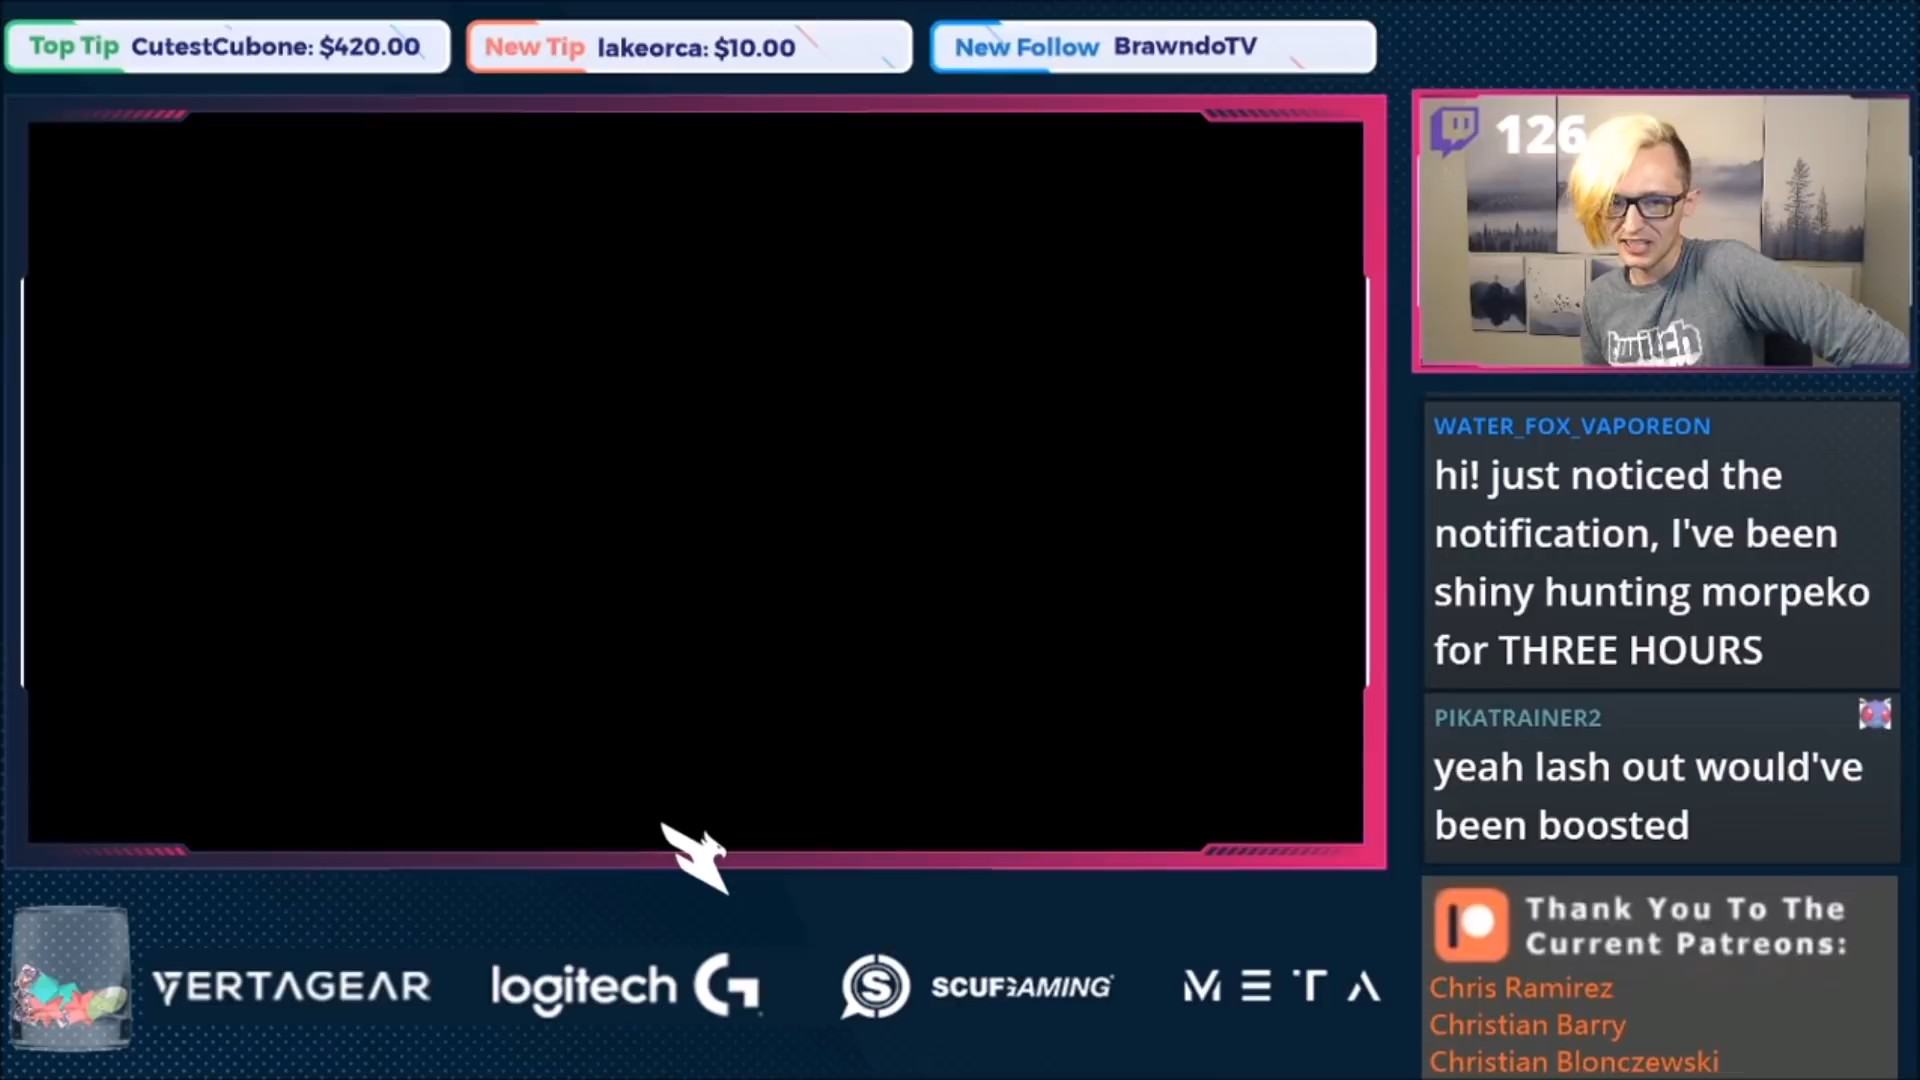 Top Tip CutestCubone: $420.00
New Tip lakeorca: $10.00
New Follow BrawndoTV
126
twitch
WATER_FOX_VAPOREON
hi! just noticed the
notification, I've been
shiny hunting morpeko
for THREE HOURS
PIKATRAINER2
yeah lash out would've
been boosted
Thank You To The
Current Patreons:
Chris Ramirez
Christian Barry
Christian Blonczewski
VERTAGEAR
logitech G
S SCUFGAMING
META